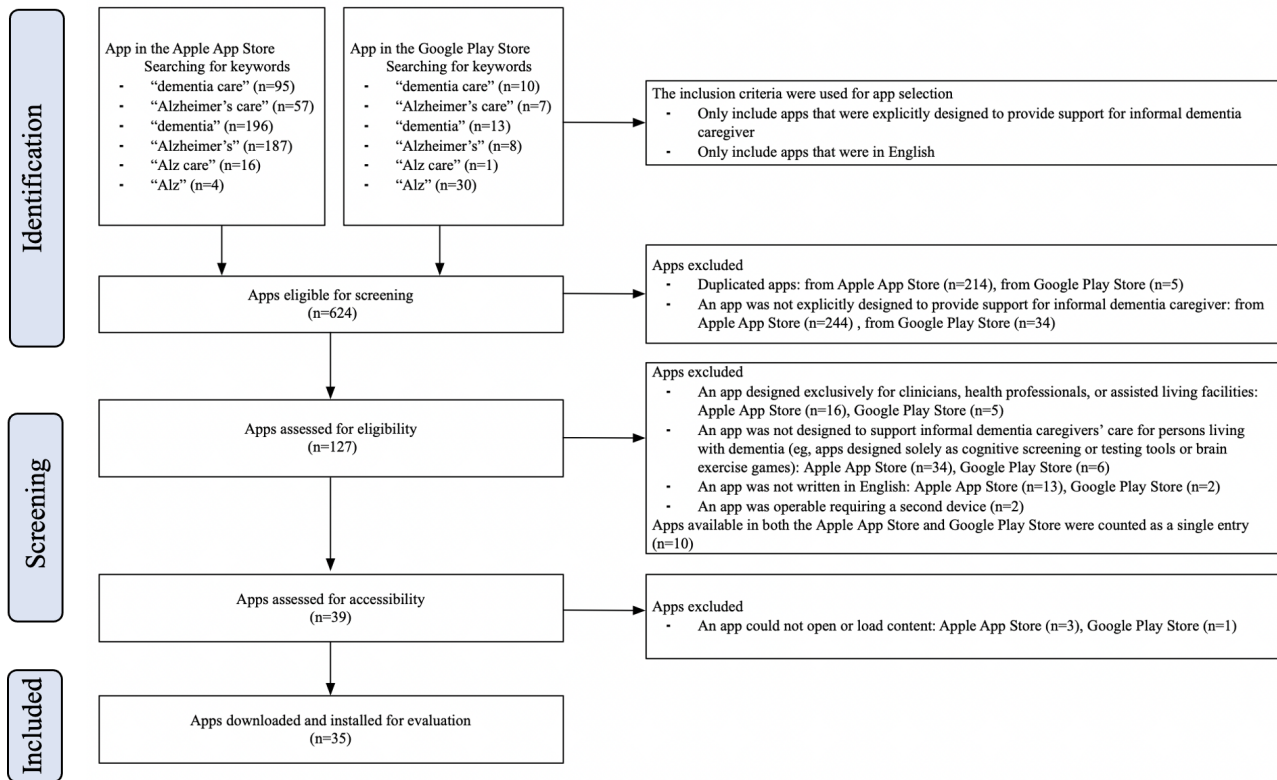 Identification
App in the Apple App Store
Searching for keywords
- “dementia care” (n=95)
- “Alzheimer’s care” (n=57)
- “dementia” (n=196)
- “Alzheimer’s” (n=187)
- “Alz care” (n=16)
- “Alz” (n=4)
App in the Google Play Store
Searching for keywords
- “dementia care” (n=10)
- “Alzheimer’s care” (n=7)
- “dementia” (n=13)
- “Alzheimer’s” (n=8)
- “Alz care” (n=1)
- “Alz” (n=30)
The inclusion criteria were used for app selection
- Only include apps that were explicitly designed to provide support for informal dementia
caregiver
- Only include apps that were in English
Apps eligible for screening
(n=624)
Apps excluded
- Duplicated apps: from Apple App Store (n=214), from Google Play Store (n=5)
- An app was not explicitly designed to provide support for informal dementia caregiver: from
Apple App Store (n=244) , from Google Play Store (n=34)
Screening
Apps assessed for eligibility
(n=127)
Apps excluded
- An app designed exclusively for clinicians, health professionals, or assisted living facilities:
Apple App Store (n=16), Google Play Store (n=5)
- An app was not designed to support informal dementia caregivers’ care for persons living
with dementia (eg, apps designed solely as cognitive screening or testing tools or brain
exercise games): Apple App Store (n=34), Google Play Store (n=6)
- An app was not written in English: Apple App Store (n=13), Google Play Store (n=2)
- An app was operable requiring a second device (n=2)
Apps available in both the Apple App Store and Google Play Store were counted as a single entry
(n=10)
Apps assessed for accessibility
(n=39)
Apps excluded
- An app could not open or load content: Apple App Store (n=3), Google Play Store (n=1)
Included
Apps downloaded and installed for evaluation
(n=35)